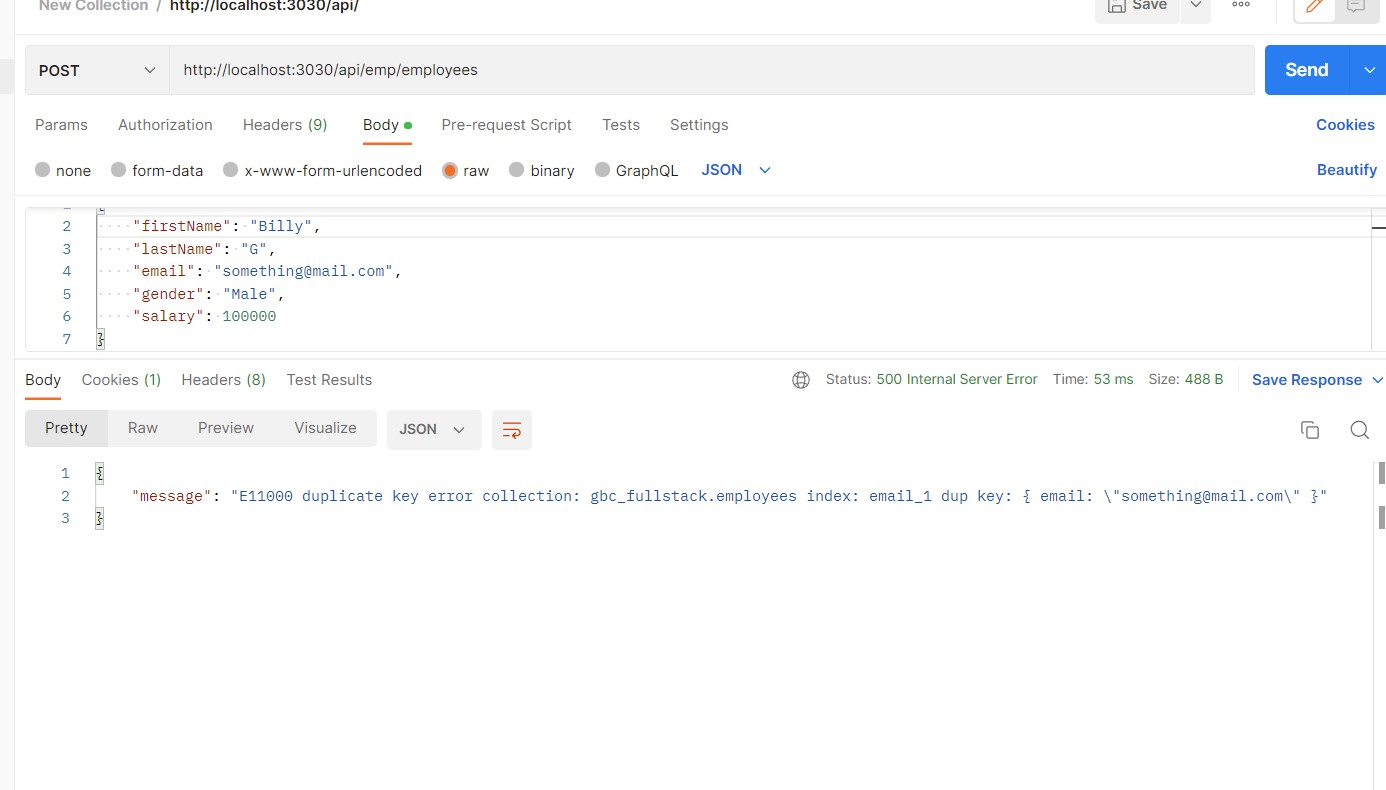 New Collection / http://localhost:3030/api/ Save
POST http://localhost:3030/api/emp/employees Send
Params Authorization Headers (9) Body Pre-request Script Tests Settings Cookies
none form-data x-www-form-urlencoded raw binary GraphQL JSON Beautify
1 {
2 "firstName": "Billy",
3 "lastName": "G",
4 "email": "something@mail.com",
5 "gender": "Male",
6 "salary": 100000
7 }
Body Cookies (1) Headers (8) Test Results Status: 500 Internal Server Error Time: 53 ms Size: 488 B Save Response
Pretty Raw Preview Visualize JSON
1 {
2 "message": "E11000 duplicate key error collection: gbc_fullstack.employees index: email_1 dup key: { email: \"something@mail.com\" }"
3 }